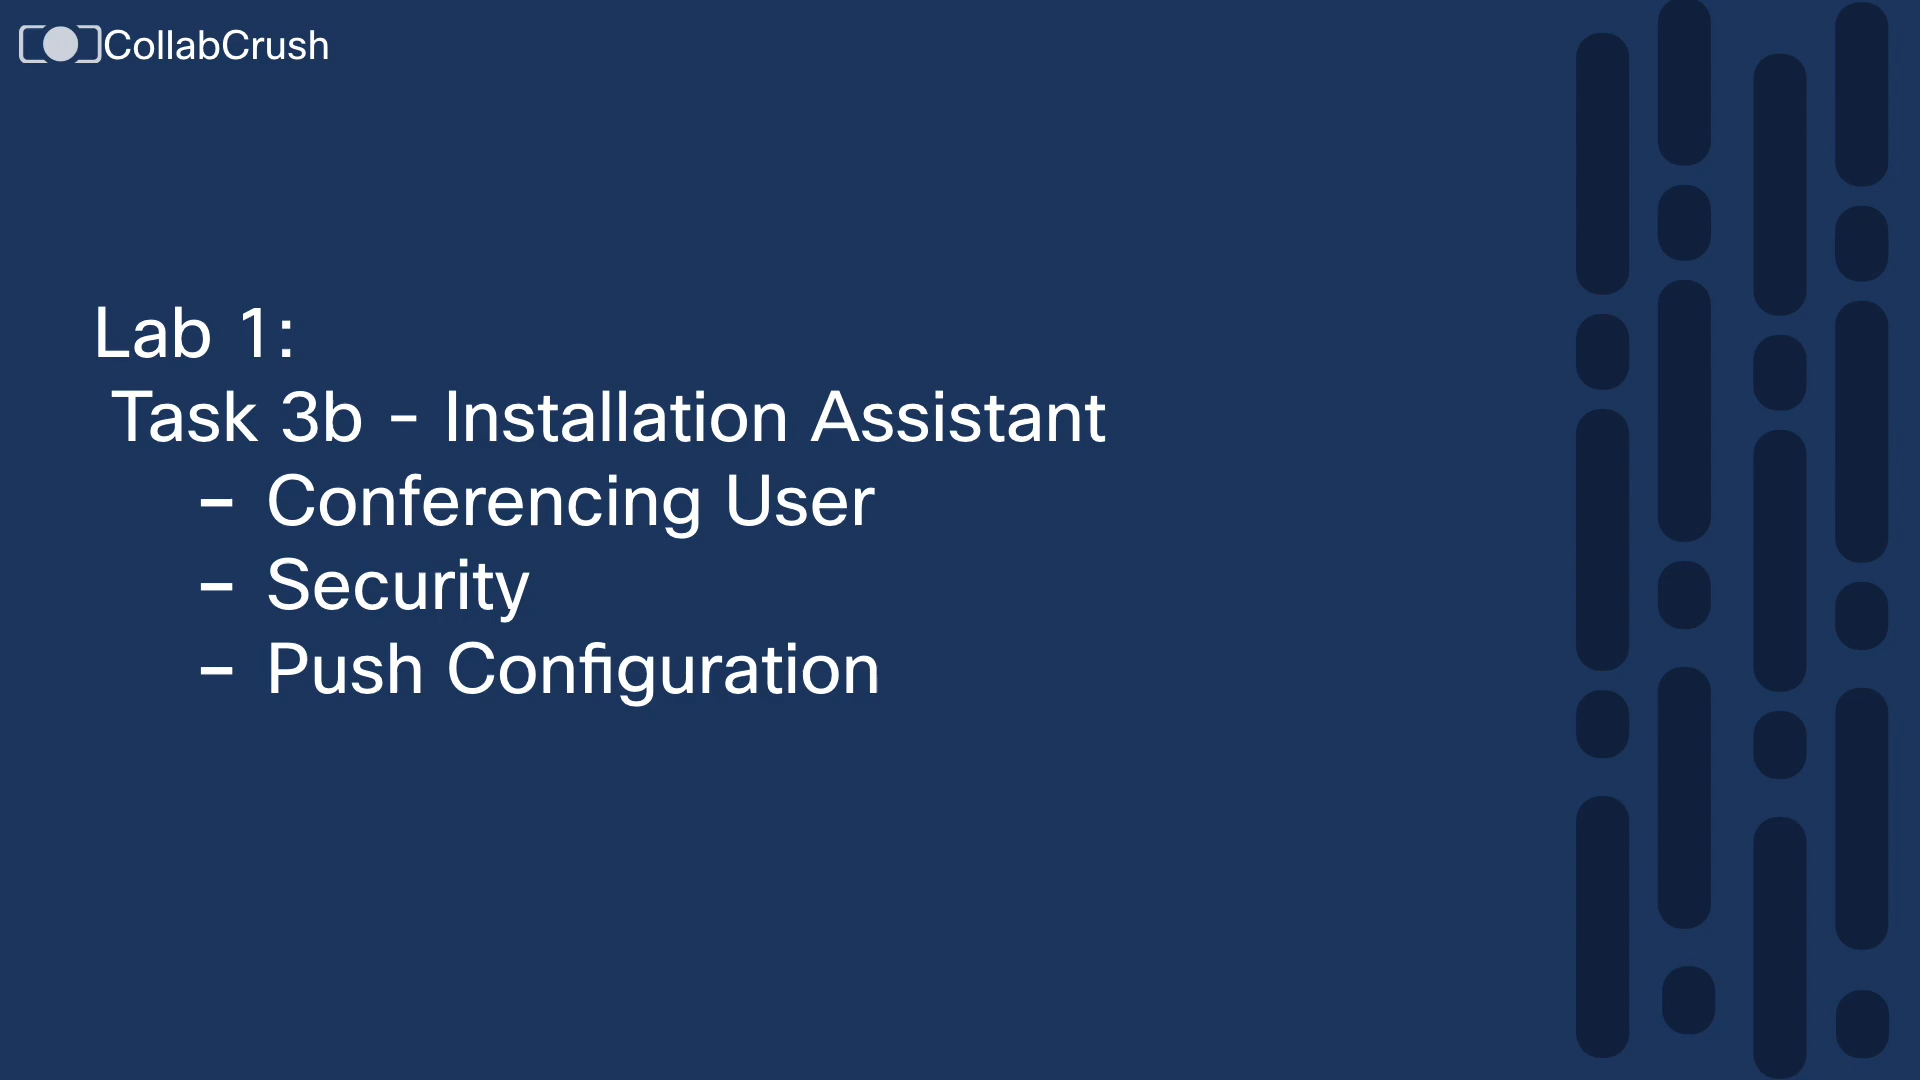 CollabCrush
Lab 1:
Task 3b - Installation Assistant
- Conferencing User
- Security
- Push Configuration